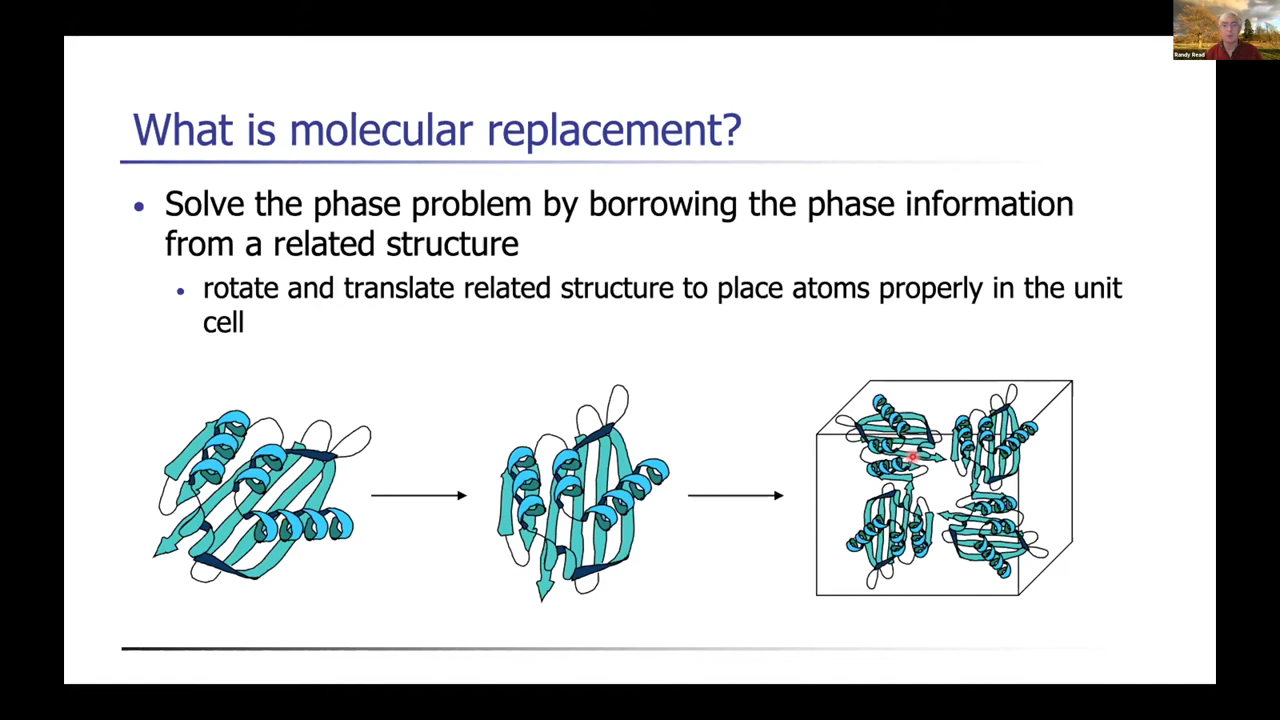 Randy Read
What is molecular replacement?
• Solve the phase problem by borrowing the phase information
from a related structure
• rotate and translate related structure to place atoms properly in the unit
cell